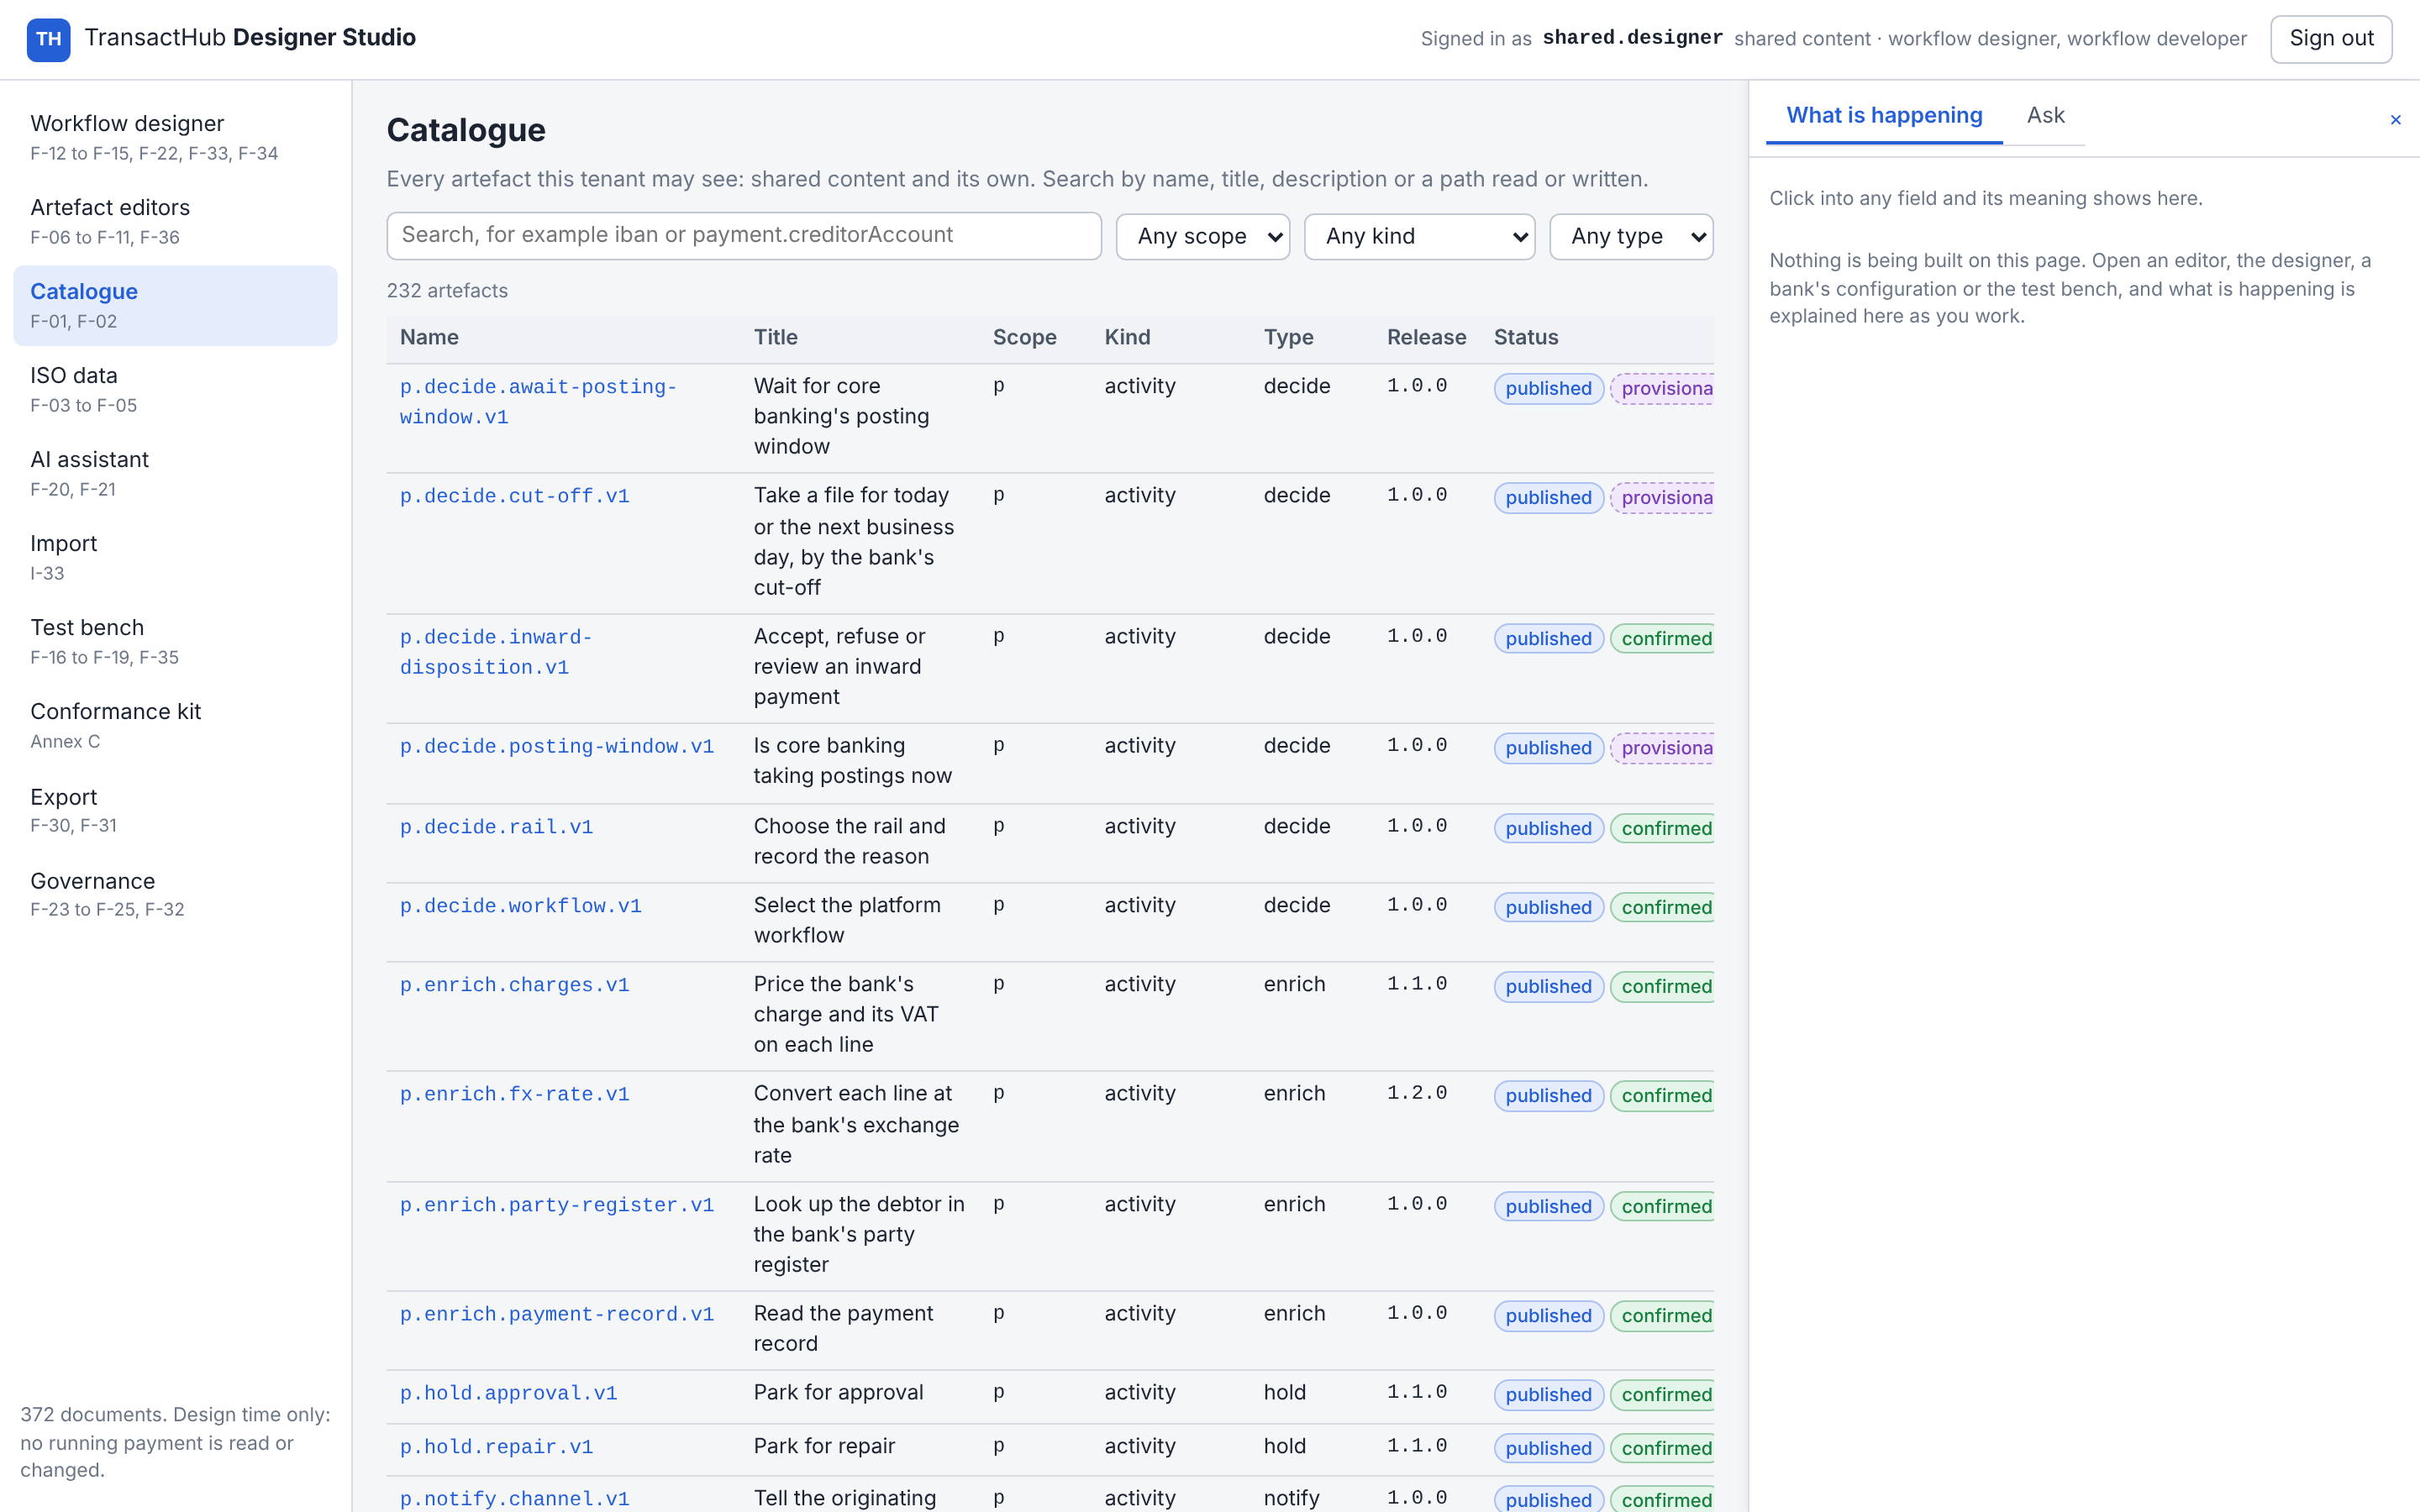 TH TransactHub Designer Studio
Signed in as shared.designer shared content · workflow designer, workflow developer
Sign out
Workflow designer
F-12 to F-15, F-22, F-33, F-34
Artefact editors
F-06 to F-11, F-36
Catalogue
F-01, F-02
ISO data
F-03 to F-05
AI assistant
F-20, F-21
Import
I-33
Test bench
F-16 to F-19, F-35
Conformance kit
Annex C
Export
F-30, F-31
Governance
F-23 to F-25, F-32
372 documents. Design time only:
no running payment is read or
changed.
Catalogue
Every artefact this tenant may see: shared content and its own. Search by name, title, description or a path read or written.
Search, for example iban or payment.creditorAccount
Any scope
Any kind
Any type
232 artefacts
Name Title Scope Kind Type Release Status
p.decide.await-posting- Wait for core p activity decide 1.0.0 published provisiona
window.v1 banking's posting
window
p.decide.cut-off.v1 Take a file for today p activity decide 1.0.0 published provisiona
or the next business
day, by the bank's
cut-off
p.decide.inward- Accept, refuse or p activity decide 1.0.0 published confirmed
disposition.v1 review an inward
payment
p.decide.posting-window.v1 Is core banking p activity decide 1.0.0 published provisiona
taking postings now
p.decide.rail.v1 Choose the rail and p activity decide 1.0.0 published confirmed
record the reason
p.decide.workflow.v1 Select the platform p activity decide 1.0.0 published confirmed
workflow
p.enrich.charges.v1 Price the bank's p activity enrich 1.1.0 published confirmed
charge and its VAT
on each line
p.enrich.fx-rate.v1 Convert each line at p activity enrich 1.2.0 published confirmed
the bank's exchange
rate
p.enrich.party-register.v1 Look up the debtor in p activity enrich 1.0.0 published confirmed
the bank's party
register
p.enrich.payment-record.v1 Read the payment p activity enrich 1.0.0 published confirmed
record
p.hold.approval.v1 Park for approval p activity hold 1.1.0 published confirmed
p.hold.repair.v1 Park for repair p activity hold 1.1.0 published confirmed
p.notify.channel.v1 Tell the originating p activity notify 1.0.0 published confirmed
What is happening
Ask
×
Click into any field and its meaning shows here.
Nothing is being built on this page. Open an editor, the designer, a
bank's configuration or the test bench, and what is happening is
explained here as you work.